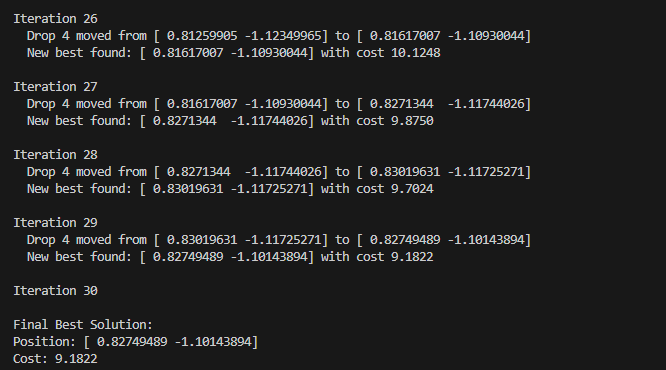 Iteration 26
  Drop 4 moved from [ 0.81259905 -1.12349965] to [ 0.81617007 -1.10930044]
  New best found: [ 0.81617007 -1.10930044] with cost 10.1248

Iteration 27
  Drop 4 moved from [ 0.81617007 -1.10930044] to [ 0.8271344  -1.11744026]
  New best found: [ 0.8271344  -1.11744026] with cost 9.8750

Iteration 28
  Drop 4 moved from [ 0.8271344  -1.11744026] to [ 0.83019631 -1.11725271]
  New best found: [ 0.83019631 -1.11725271] with cost 9.7024

Iteration 29
  Drop 4 moved from [ 0.83019631 -1.11725271] to [ 0.82749489 -1.10143894]
  New best found: [ 0.82749489 -1.10143894] with cost 9.1822

Iteration 30

Final Best Solution:
Position: [ 0.82749489 -1.10143894]
Cost: 9.1822